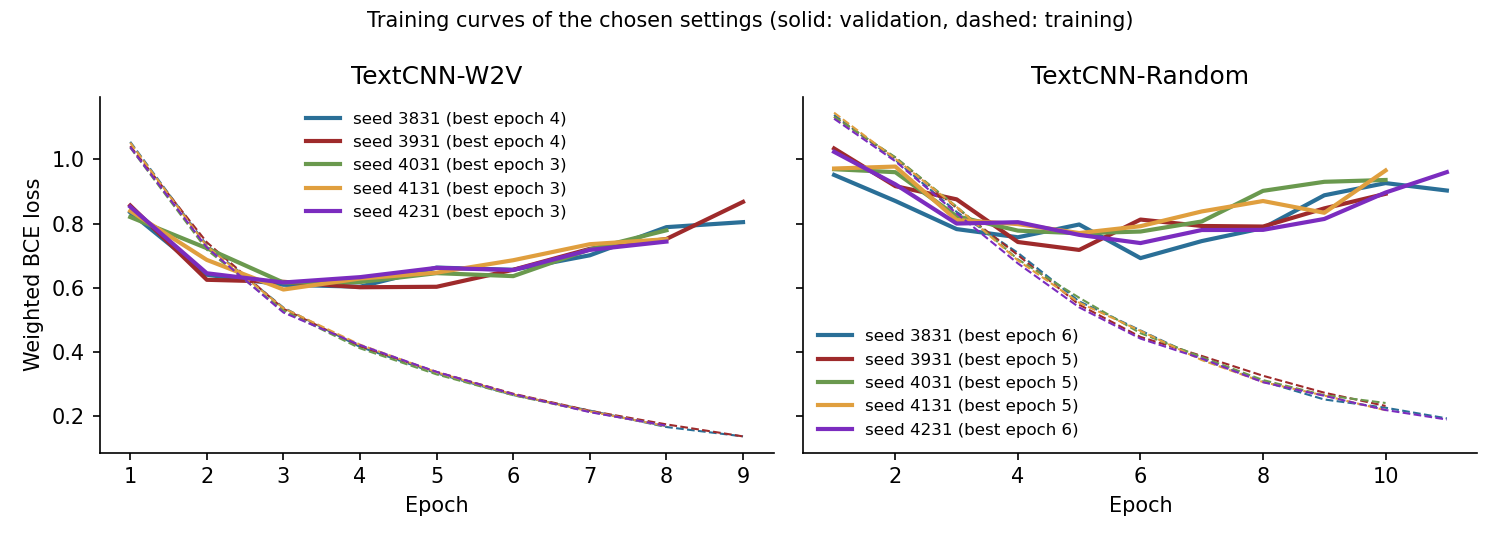 Training curves of the chosen settings (solid: validation, dashed: training)
TextCNN-W2V
Weighted BCE loss
1.0
0.8
0.6
0.4
0.2
seed 3831 (best epoch 4)
seed 3931 (best epoch 4)
seed 4031 (best epoch 3)
seed 4131 (best epoch 3)
seed 4231 (best epoch 3)
1 2 3 4 5 6 7 8 9
Epoch
TextCNN-Random
seed 3831 (best epoch 6)
seed 3931 (best epoch 5)
seed 4031 (best epoch 5)
seed 4131 (best epoch 5)
seed 4231 (best epoch 6)
2 4 6 8 10
Epoch